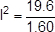 I² = 19.6/1.60